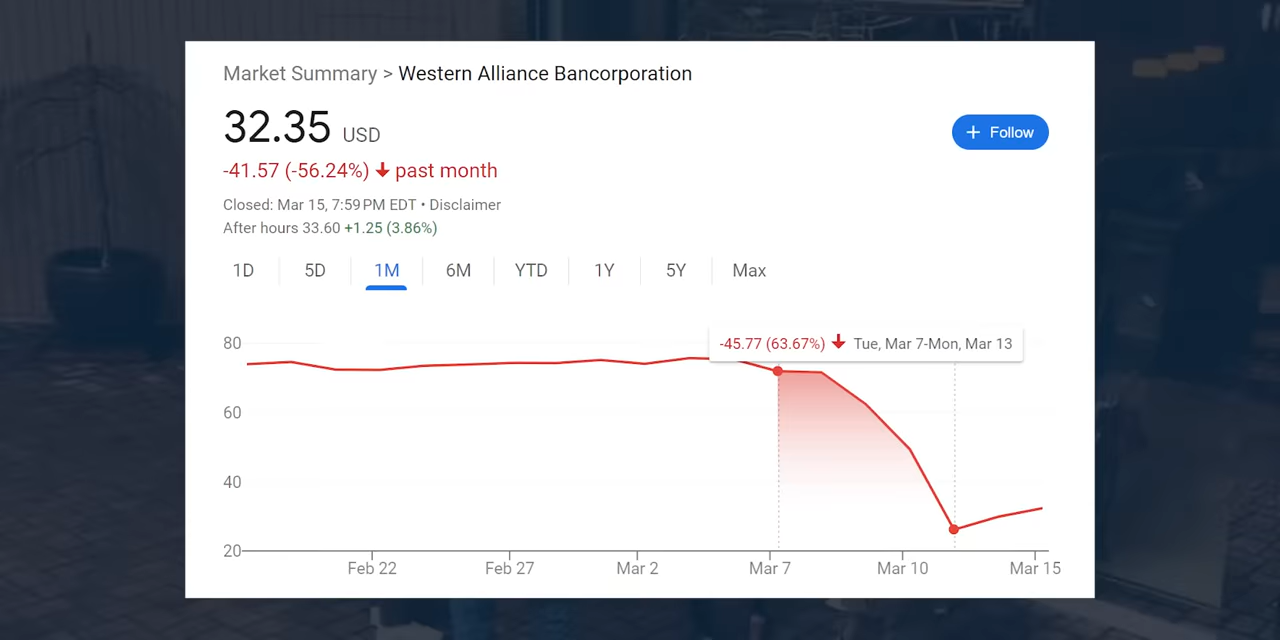 Market Summary > Western Alliance Bancorporation
32.35 USD
+ Follow
-41.57 (-56.24%) ↓ past month
Closed: Mar 15, 7:59 PM EDT • Disclaimer
After hours 33.60 +1.25 (3.86%)
1D 5D 1M 6M YTD 1Y 5Y Max
80
-45.77 (63.67%) ↓ Tue, Mar 7-Mon, Mar 13
60
40
20
Feb 22 Feb 27 Mar 2 Mar 7 Mar 10 Mar 15